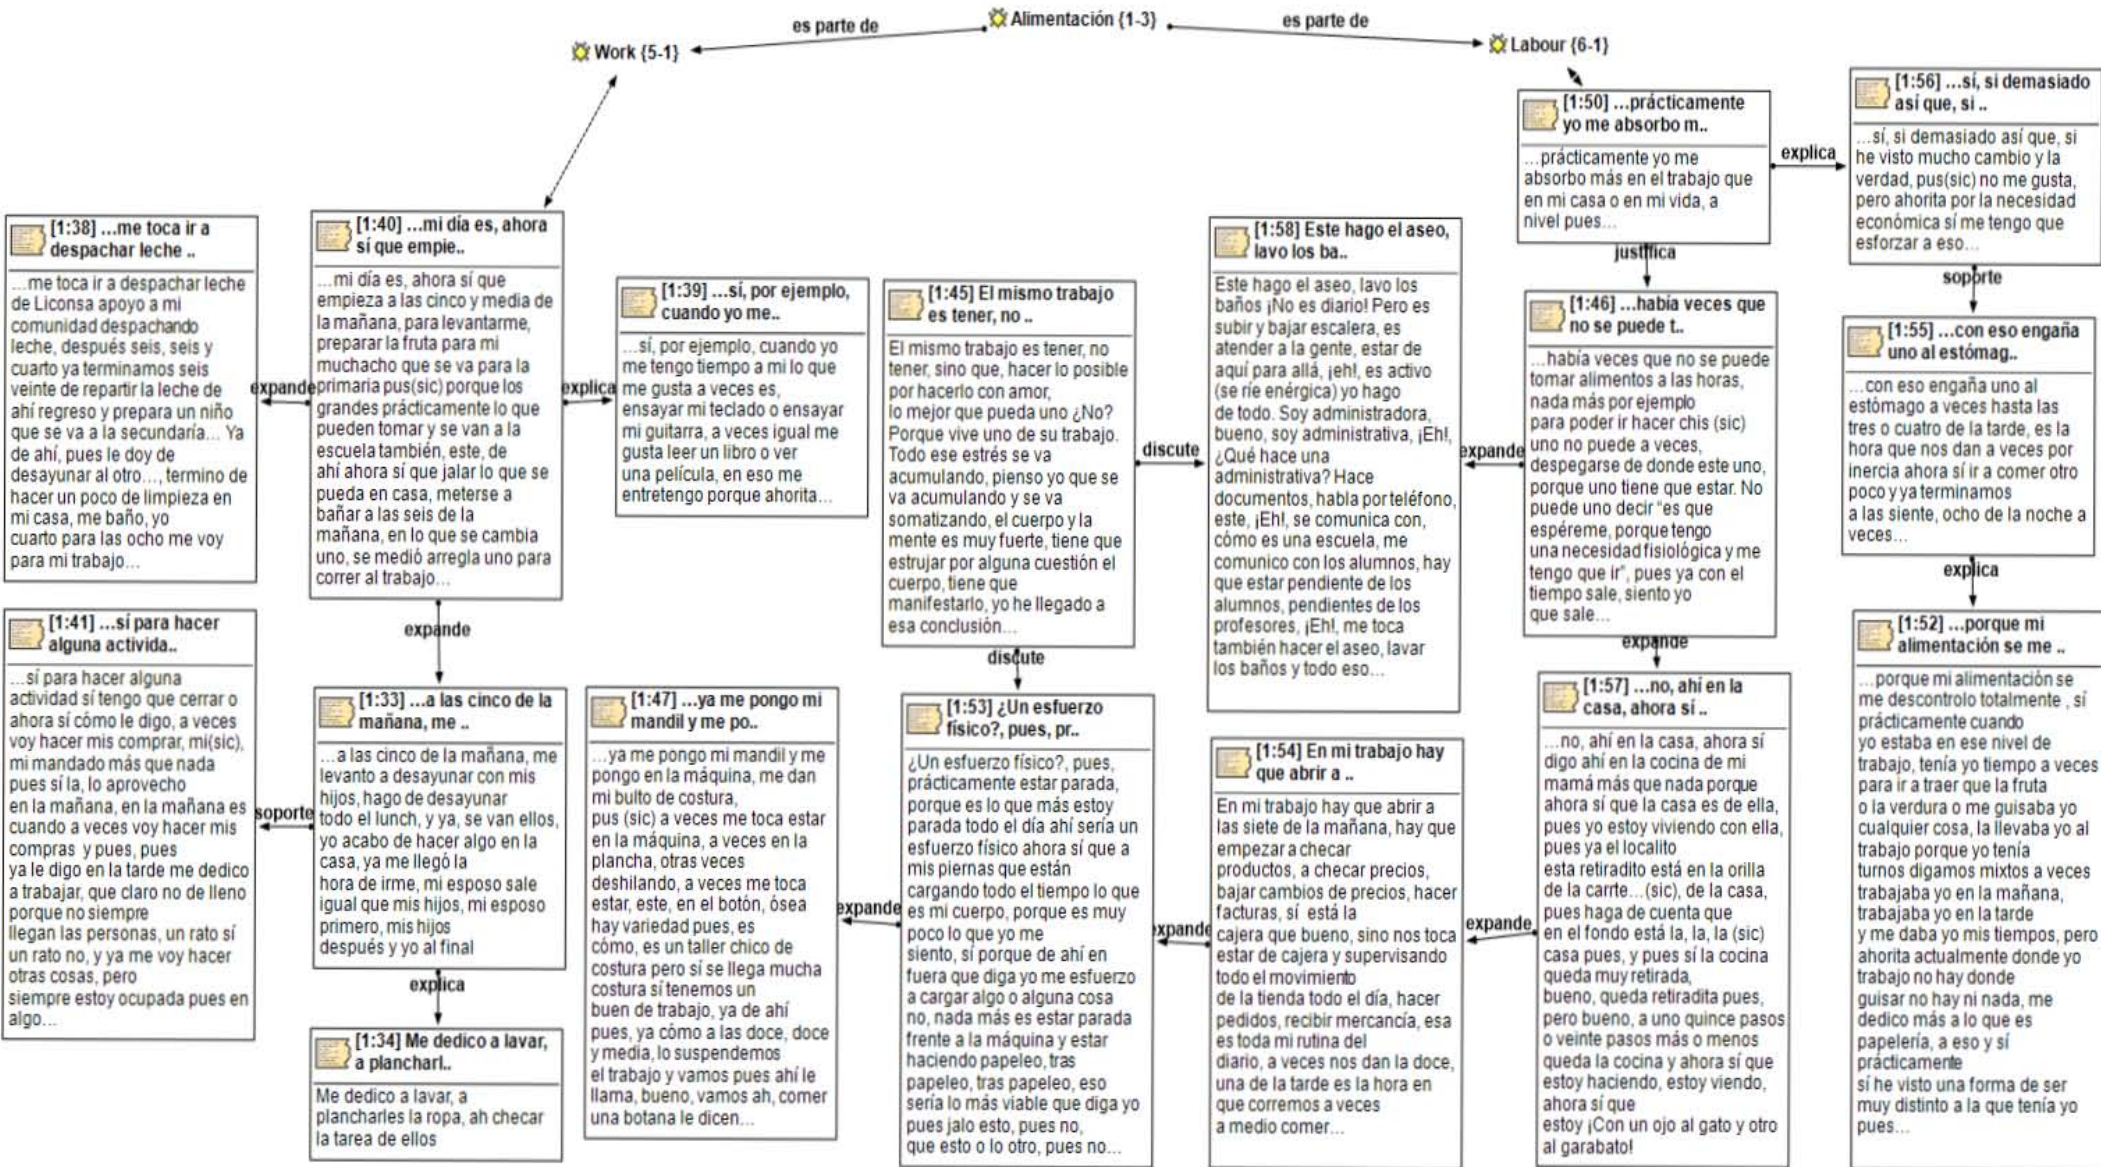 Alimentación {1-3}
es parte de
es parte de
Work {5-1}
Labour {6-1}
[1:38] ...me toca ir a
despachar leche ..
...me toca ir a despachar leche
de Liconsa apoyo a mi
comunidad despachando
leche, después seis, seis y
cuarto ya terminamos seis
veinte de repartir la leche de
ahí regreso y prepara un niño
que se va a la secundaría... Ya
de ahí, pues le doy de
desayunar al otro..., termino de
hacer un poco de limpieza en
mi casa, me baño, yo
cuarto para las ocho me voy
para mi trabajo...
expande
[1:40] ...mi día es, ahora
sí que empie..
...mi día es, ahora sí que
empieza a las cinco y media de
la mañana, para levantarme,
preparar la fruta para mi
muchacho que se va para la
primaria pus(sic) porque los
grandes prácticamente lo que
pueden tomar y se van a la
escuela también, este, de
ahí ahora sí que jalar lo que se
pueda en casa, meterse a
bañar a las seis de la
mañana, en lo que se cambia
uno, se medió arregla uno para
correr al trabajo...
explica
[1:39] ...sí, por ejemplo,
cuando yo me..
...sí, por ejemplo, cuando yo
me tengo tiempo a mi lo que
me gusta a veces es,
ensayar mi teclado o ensayar
mi guitarra, a veces igual me
gusta leer un libro o ver
una película, en eso me
entretengo porque ahorita...
[1:45] El mismo trabajo
es tener, no ..
El mismo trabajo es tener, no
tener, sino que, hacer lo posible
por hacerlo con amor,
lo mejor que pueda uno ¿No?
Porque vive uno de su trabajo.
Todo ese estrés se va
acumulando, pienso yo que se
va acumulando y se va
somatizando, el cuerpo y la
mente es muy fuerte, tiene que
estrujar por alguna cuestión el
cuerpo, tiene que
manifestarlo, yo he llegado a
esa conclusión...
discute
[1:58] Este hago el aseo,
lavo los ba..
Este hago el aseo, lavo los
baños ¡No es diario! Pero es
subir y bajar escalera, es
atender a la gente, estar de
aquí para allá, ¡eh!, es activo
(se ríe enérgica) yo hago
de todo. Soy administradora,
bueno, soy administrativa, ¡Eh!,
¿Qué hace una
administrativa? Hace
documentos, habla por teléfono,
este, ¡Eh!, se comunica con,
cómo es una escuela, me
comunico con los alumnos, hay
que estar pendiente de los
alumnos, pendientes de los
profesores, ¡Eh!, me toca
también hacer el aseo, lavar
los baños y todo eso...
expande
[1:50] ...prácticamente
yo me absorbo m..
...prácticamente yo me
absorbo más en el trabajo que
en mi casa o en mi vida, a
nivel pues...
explica
[1:56] ...sí, si demasiado
así que, si ..
...sí, si demasiado así que, si
he visto mucho cambio y la
verdad, pus(sic) no me gusta,
pero ahorita por la necesidad
económica sí me tengo que
esforzar a eso...
justifica
soporte
[1:46] ...había veces que
no se puede t..
...había veces que no se puede
tomar alimentos a las horas,
nada más por ejemplo
para poder ir hacer chis (sic)
uno no puede a veces,
despegarse de donde este uno,
porque uno tiene que estar. No
puede uno decir “es que
espéreme, porque tengo
una necesidad fisiológica y me
tengo que ir”, pues ya con el
tiempo sale, siento yo
que sale...
[1:55] ...con eso engaña
uno al estómag..
...con eso engaña uno al
estómago a veces hasta las
tres o cuatro de la tarde, es la
hora que nos dan a veces por
inercia ahora sí ir a comer otro
poco y ya terminamos
a las siente, ocho de la noche a
veces...
expande
explica
expande
discute
[1:41] ...sí para hacer
alguna activida..
...sí para hacer alguna
actividad sí tengo que cerrar o
ahora sí cómo le digo, a veces
voy hacer mis comprar, mi(sic),
mi mandado más que nada
pues sí la, lo aprovecho
en la mañana, en la mañana es
cuando a veces voy hacer mis
compras y pues, pues
ya le digo en la tarde me dedico
a trabajar, que claro no de lleno
porque no siempre
llegan las personas, un rato sí
un rato no, y ya me voy hacer
otras cosas, pero
siempre estoy ocupada pues en
algo...
soporte
[1:33] ...a las cinco de la
mañana, me ..
...a las cinco de la mañana, me
levanto a desayunar con mis
hijos, hago de desayunar
todo el lunch, y ya, se van ellos,
yo acabo de hacer algo en la
casa, ya me llegó la
hora de irme, mi esposo sale
igual que mis hijos, mi esposo
primero, mis hijos
después y yo al final
explica
[1:34] Me dedico a lavar,
a plancharl..
Me dedico a lavar, a
plancharles la ropa, ah checar
la tarea de ellos
[1:47] ...ya me pongo mi
mandil y me po..
...ya me pongo mi mandil y me
pongo en la máquina, me dan
mi bulto de costura,
pus (sic) a veces me toca estar
en la máquina, a veces en la
plancha, otras veces
deshilando, a veces me toca
estar, este, en el botón, ósea
hay variedad pues, es
cómo, es un taller chico de
costura pero sí se llega mucha
costura sí tenemos un
buen de trabajo, ya de ahí
pues, ya cómo a las doce, doce
y media, lo suspendemos
el trabajo y vamos pues ahí le
llama, bueno, vamos ah, comer
una botana le dicen...
expande
[1:53] ¿Un esfuerzo
físico?, pues, pr..
¿Un esfuerzo físico?, pues,
prácticamente estar parada,
porque es lo que más estoy
parada todo el día ahí sería un
esfuerzo físico ahora sí que a
mis piernas que están
cargando todo el tiempo lo que
es mi cuerpo, porque es muy
poco lo que yo me
siento, sí porque de ahí en
fuera que diga yo me esfuerzo
a cargar algo o alguna cosa
no, nada más es estar parada
frente a la máquina y estar
haciendo papeleo, tras
papeleo, tras papeleo, eso
sería lo más viable que diga yo
pues jalo esto, pues no,
que esto o lo otro, pues no...
expande
[1:54] En mi trabajo hay
que abrir a ..
En mi trabajo hay que abrir a
las siete de la mañana, hay que
empezar a checar
productos, a checar precios,
bajar cambios de precios, hacer
facturas, sí está la
cajera que bueno, sino nos toca
estar de cajera y supervisando
todo el movimiento
de la tienda todo el día, hacer
pedidos, recibir mercancía, esa
es toda mi rutina del
diario, a veces nos dan la doce,
una de la tarde es la hora en
que corremos a veces
a medio comer...
expande
[1:57] ...no, ahí en la
casa, ahora sí ..
...no, ahí en la casa, ahora sí
digo ahí en la cocina de mi
mamá más que nada porque
ahora sí que la casa es de ella,
pues yo estoy viviendo con ella,
pues ya el localito
esta retiradito está en la orilla
de la carrte...(sic), de la casa,
pues haga de cuenta que
en el fondo está la, la, la (sic)
casa pues, y pues sí la cocina
queda muy retirada,
bueno, queda retiradita pues,
pero bueno, a uno quince pasos
o veinte pasos más o menos
queda la cocina y ahora sí que
estoy haciendo, estoy viendo,
ahora sí que
estoy ¡Con un ojo al gato y otro
al garabato!
[1:52] ...porque mi
alimentación se me ..
...porque mi alimentación se
me descontrolo totalmente , sí
prácticamente cuando
yo estaba en ese nivel de
trabajo, tenía yo tiempo a veces
para ir a traer que la fruta
o la verdura o me guisaba yo
cualquier cosa, la llevaba yo al
trabajo porque yo tenía
turnos digamos mixtos a veces
trabajaba yo en la mañana,
trabajaba yo en la tarde
y me daba yo mis tiempos, pero
ahorita actualmente donde yo
trabajo no hay donde
guisar no hay ni nada, me
dedico más a lo que es
papelería, a eso y sí
prácticamente
sí he visto una forma de ser
muy distinto a la que tenía yo
pues...